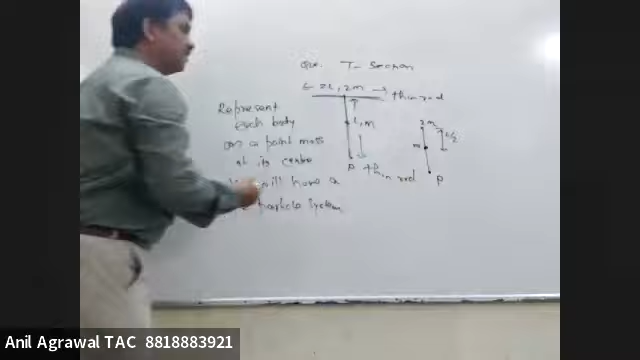 Que. T-section
← 2L, 2m → thin rod
Represent
each body
as a point mass
at its centre
will have a
particle system
L, m
P thin rod
2m
L/2
m
P
Anil Agrawal TAC 8818883921